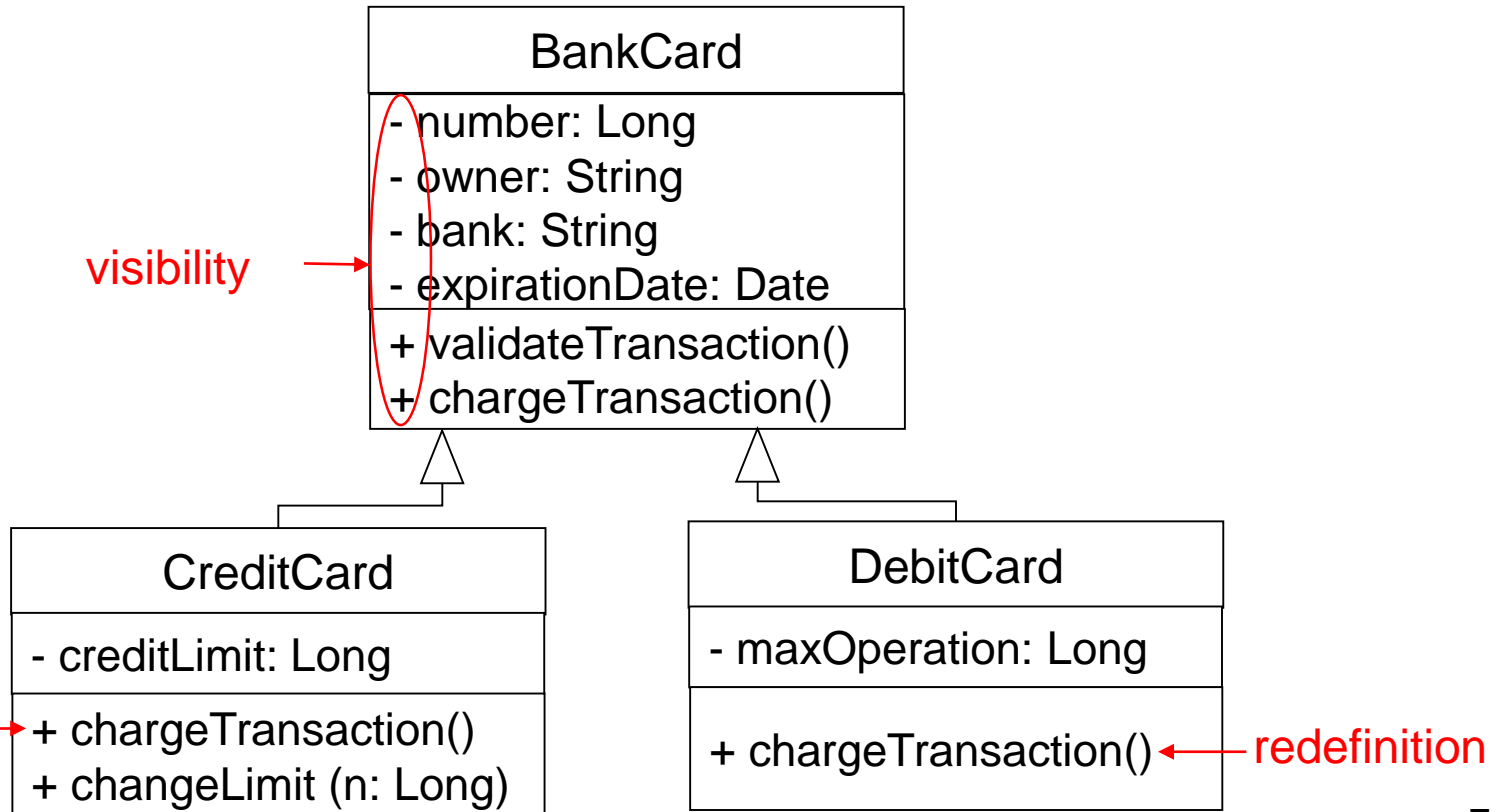 BankCard
- number: Long
- owner: String
- bank: String
- expirationDate: Date
visibility
+ validateTransaction()
+ chargeTransaction()
CreditCard
- creditLimit: Long
+ chargeTransaction()
+ changeLimit (n: Long)
DebitCard
- maxOperation: Long
+ chargeTransaction()
redefinition